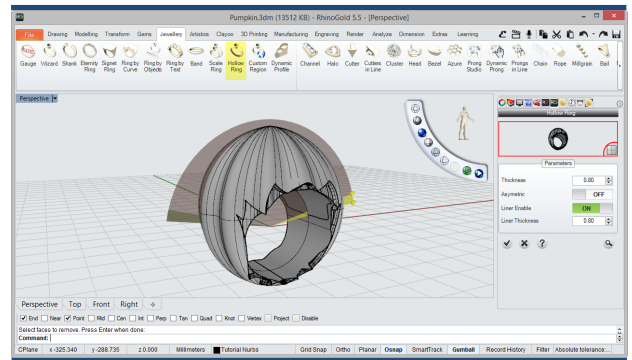 Pumpkin.3dm (13512 KB) - RhinoGold 5.5 - [Perspective]
File Drawing Modelling Transform Gems Jewellery Artistics Clayoo 3D Printing Manufacturing Engraving Render Analyze Dimension Extras Learning
Gauge Wizard Shank Eternity Ring Signet Ring Ring by Curve Ring by Objects Ring by Text Band Scale Ring Hollow Ring Custom Region Dynamic Profile Channel Halo Cutter Cutters in Line Cluster Head Bezel Azure Prong Studio Dynamic Prong Prongs in Line Chain Rope Millgrain Bail
Perspective
Hollow Ring
Parameters
Thickness 0.80
Asymetric OFF
Liner Enable ON
Liner Thickness 0.80
Perspective Top Front Right
End Near Point Mid Cen Int Perp Tan Quad Knot Vertex Project Disable
Select faces to remove. Press Enter when done:
Command:
CPlane x -325.340 y -288.735 z 0.000 Millimeters Tutorial Nurbs Grid Snap Ortho Planar Osnap SmartTrack Gumball Record History Filter Absolute tolerance:...